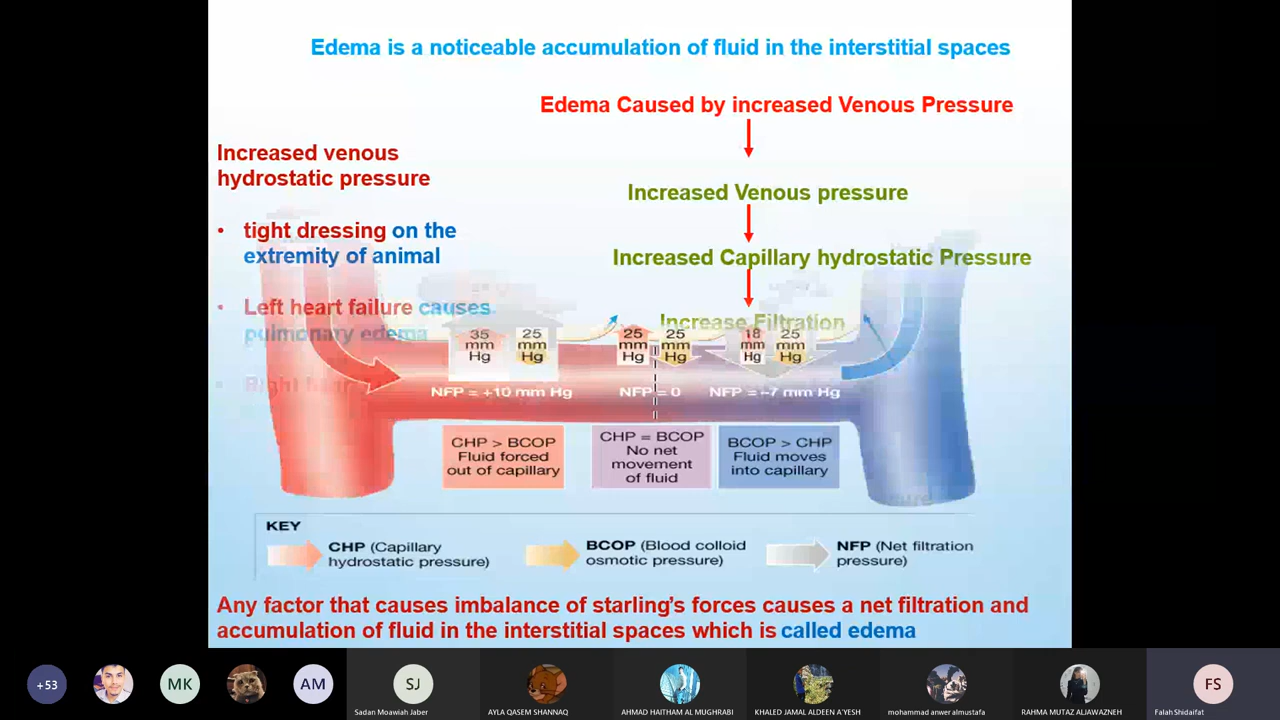 Edema is a noticeable accumulation of fluid in the interstitial spaces
Edema Caused by increased Venous Pressure
Increased venous
hydrostatic pressure
• tight dressing on the
extremity of animal
• Left heart failure causes
pulmonary edema
• Right heart
Increased Venous pressure
Increased Capillary hydrostatic Pressure
Increase Filtration
35
mm
Hg
25
mm
Hg
25
mm
Hg
25
mm
Hg
18
mm
Hg
25
mm
Hg
NFP = +10 mm Hg
NFP = 0
NFP = –7 mm Hg
CHP > BCOP
Fluid forced
out of capillary
CHP = BCOP
No net
movement
of fluid
BCOP > CHP
Fluid moves
into capillary
KEY
CHP (Capillary
hydrostatic pressure)
BCOP (Blood colloid
osmotic pressure)
NFP (Net filtration
pressure)
Any factor that causes imbalance of starling's forces causes a net filtration and
accumulation of fluid in the interstitial spaces which is called edema
+53
MK
AM
SJ
FS
Sadan Moawiah Jaber
AYLA QASEM SHANNAQ
AHMAD HAITHAM AL MUGHRABI
KHALED JAMAL ALDEEN A'YESH
mohammad anwer almustafa
RAHMA MUTAZ ALJAWAZNEH
Falah Shidaifat